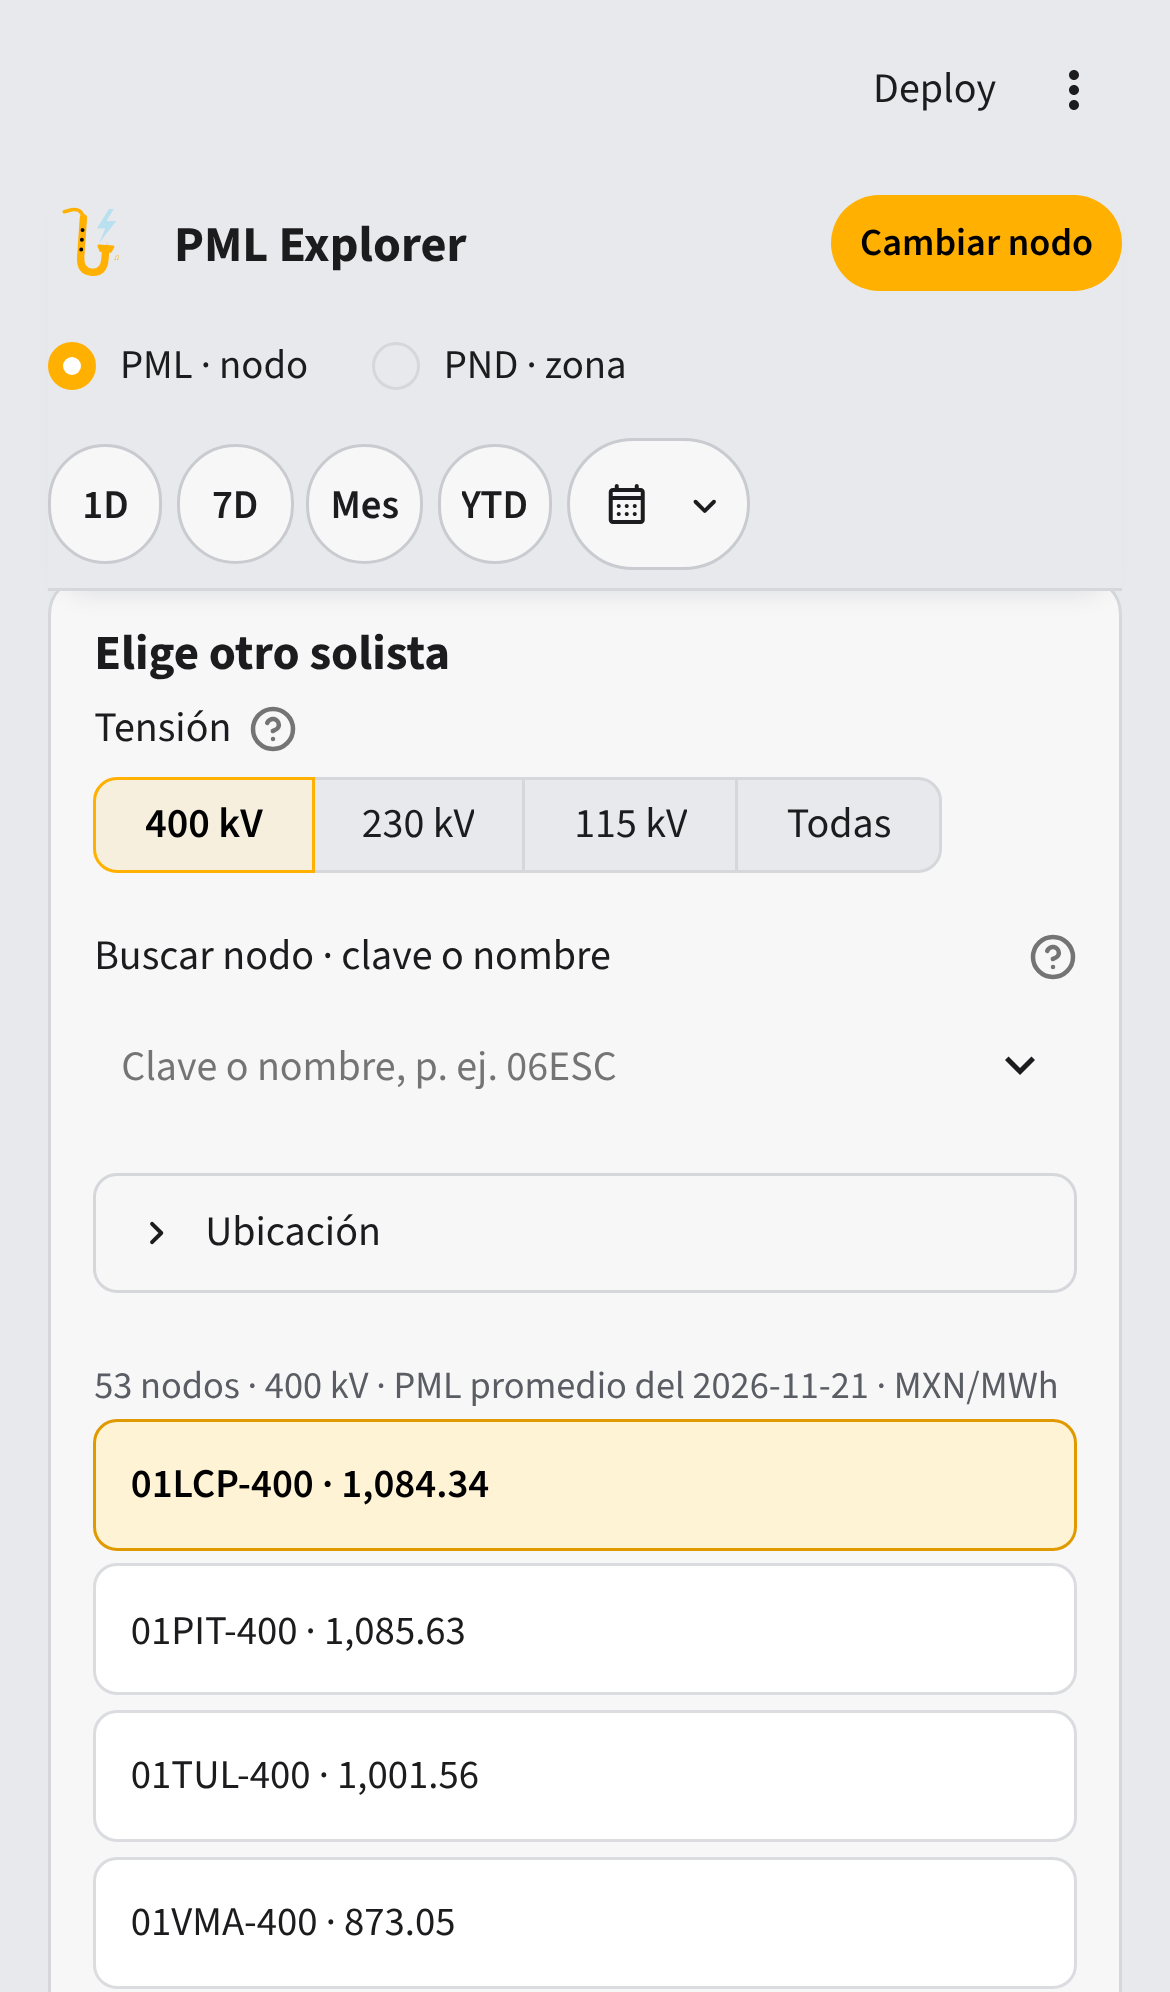 Deploy
PML Explorer
Cambiar nodo
PML · nodo
PND · zona
1D
7D
Mes
YTD
Elige otro solista
Tensión
400 kV
230 kV
115 kV
Todas
Buscar nodo · clave o nombre
Clave o nombre, p. ej. 06ESC
Ubicación
53 nodos · 400 kV · PML promedio del 2026-11-21 · MXN/MWh
01LCP-400 · 1,084.34
01PIT-400 · 1,085.63
01TUL-400 · 1,001.56
01VMA-400 · 873.05